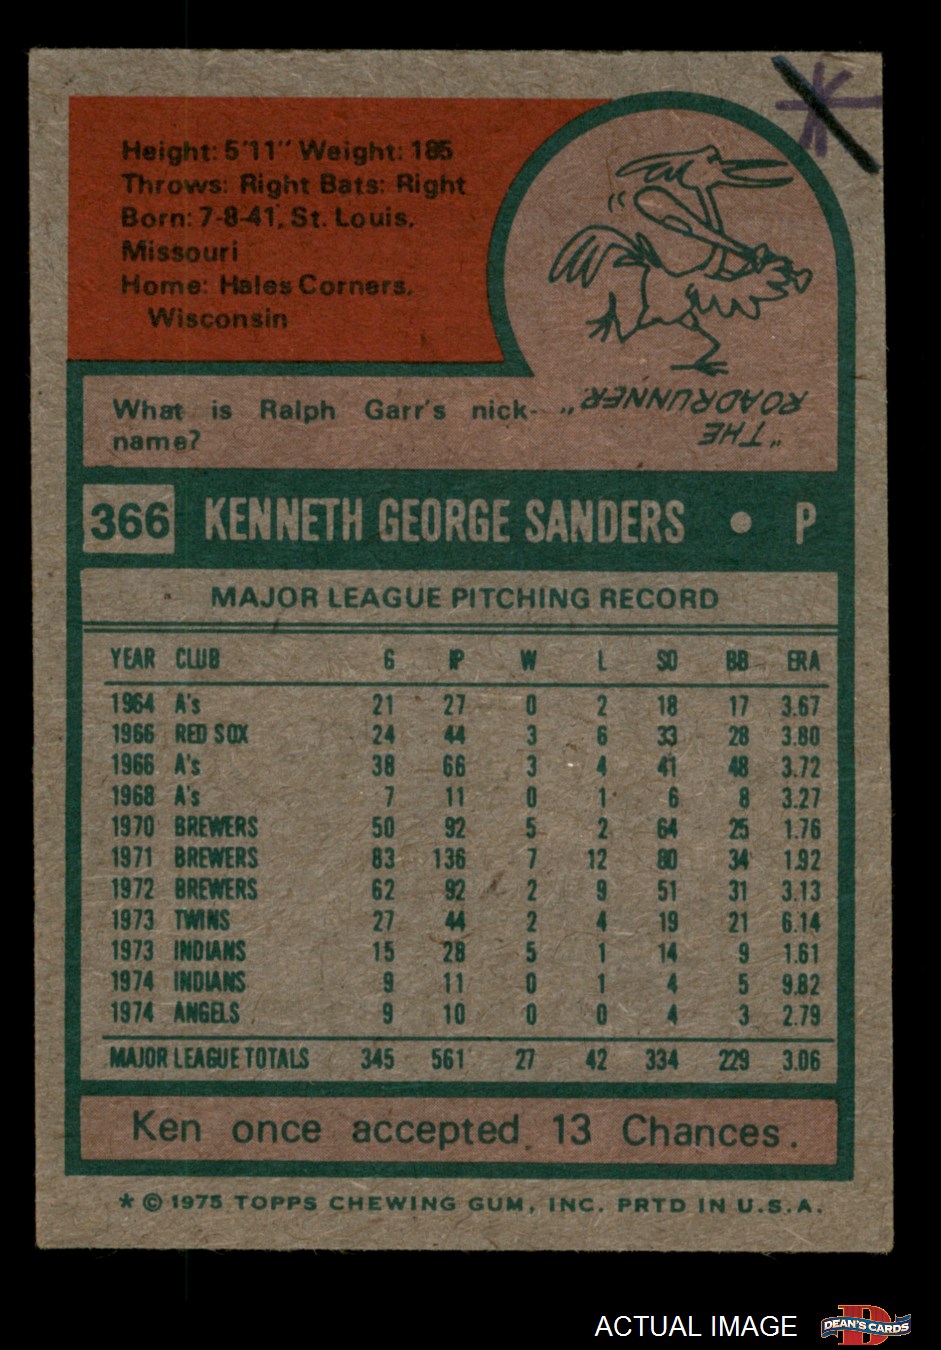 Height: 5'11" Weight: 185
Throws: Right Bats: Right
Born: 7-8-41, St. Louis,
Missouri
Home: Hales Corners,
Wisconsin
What is Ralph Garr's nick-
name?
"THE
ROADRUNNER."
366 KENNETH GEORGE SANDERS • P
MAJOR LEAGUE PITCHING RECORD
YEAR CLUB G IP W L SO BB ERA
1964 A's 21 27 0 2 18 17 3.67
1966 RED SOX 24 44 3 6 33 28 3.80
1966 A's 38 66 3 4 41 48 3.72
1968 A's 7 11 0 1 6 8 3.27
1970 BREWERS 50 92 5 2 64 25 1.76
1971 BREWERS 83 136 7 12 80 34 1.92
1972 BREWERS 62 92 2 9 51 31 3.13
1973 TWINS 27 44 2 4 19 21 6.14
1973 INDIANS 15 28 5 1 14 9 1.61
1974 INDIANS 9 11 0 1 4 5 9.82
1974 ANGELS 9 10 0 0 4 3 2.79
MAJOR LEAGUE TOTALS 345 561 27 42 334 229 3.06
Ken once accepted 13 Chances.
* © 1975 TOPPS CHEWING GUM, INC. PRTD IN U.S.A.
ACTUAL IMAGE
D
DEAN'S CARDS